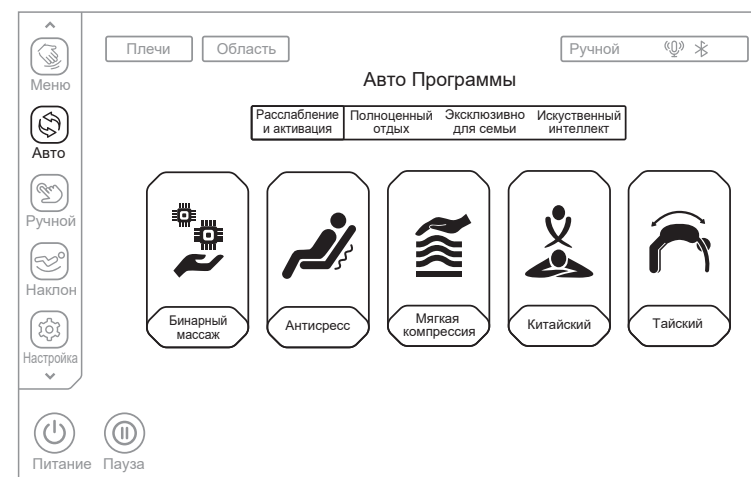 Плечи
Область
Ручной
Меню
Авто Программы
Расслабление
и активация
Полноценный
отдых
Эксклюзивно
для семьи
Искуственный
интеллект
Авто
Ручной
Наклон
Настройка
Бинарный
массаж
Антисресс
Мягкая
компрессия
Китайский
Тайский
Питание
Пауза